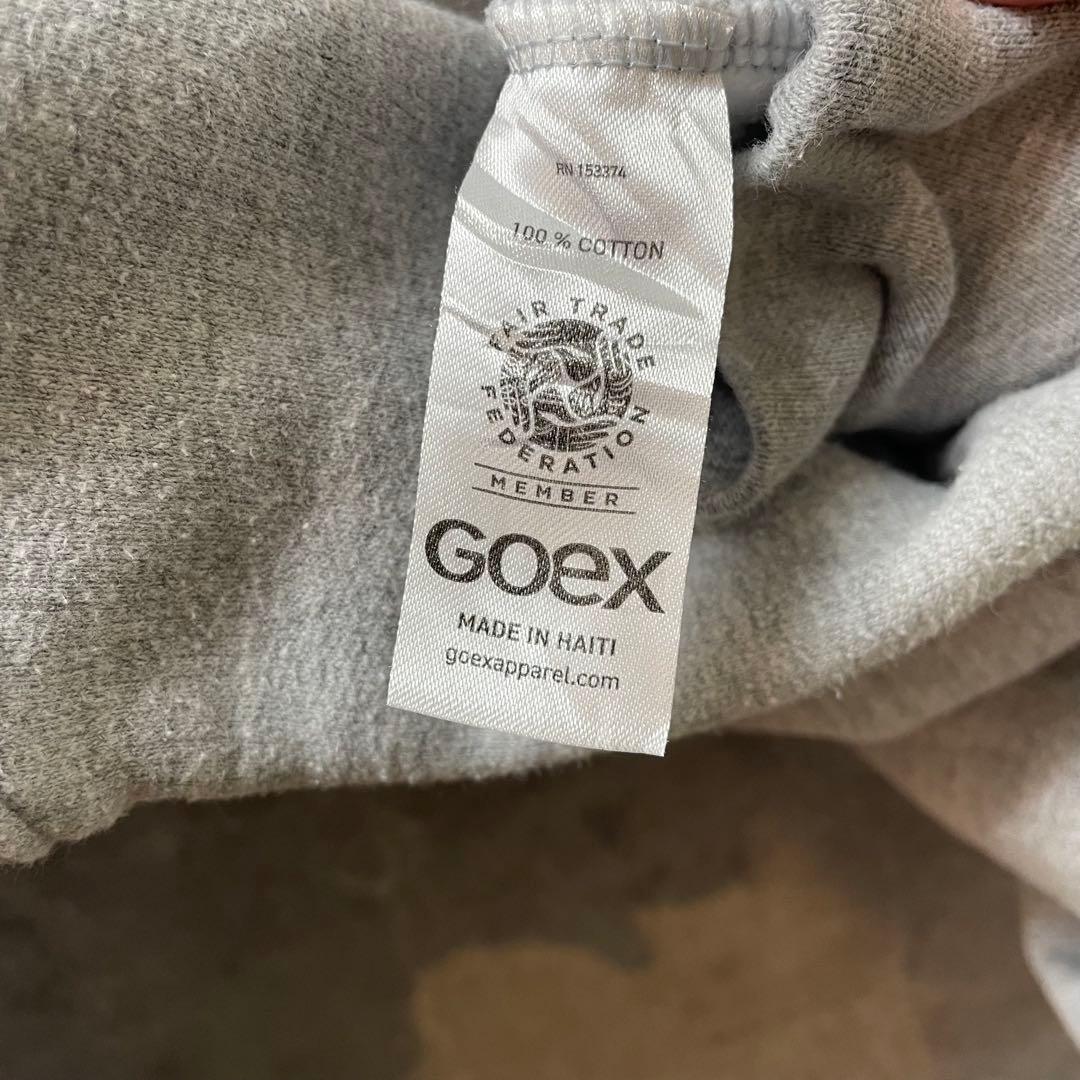 RN 153374
100 % COTTON
FAIR TRADE
FEDERATION
MEMBER
GOEX
MADE IN HAITI
goexapparel.com